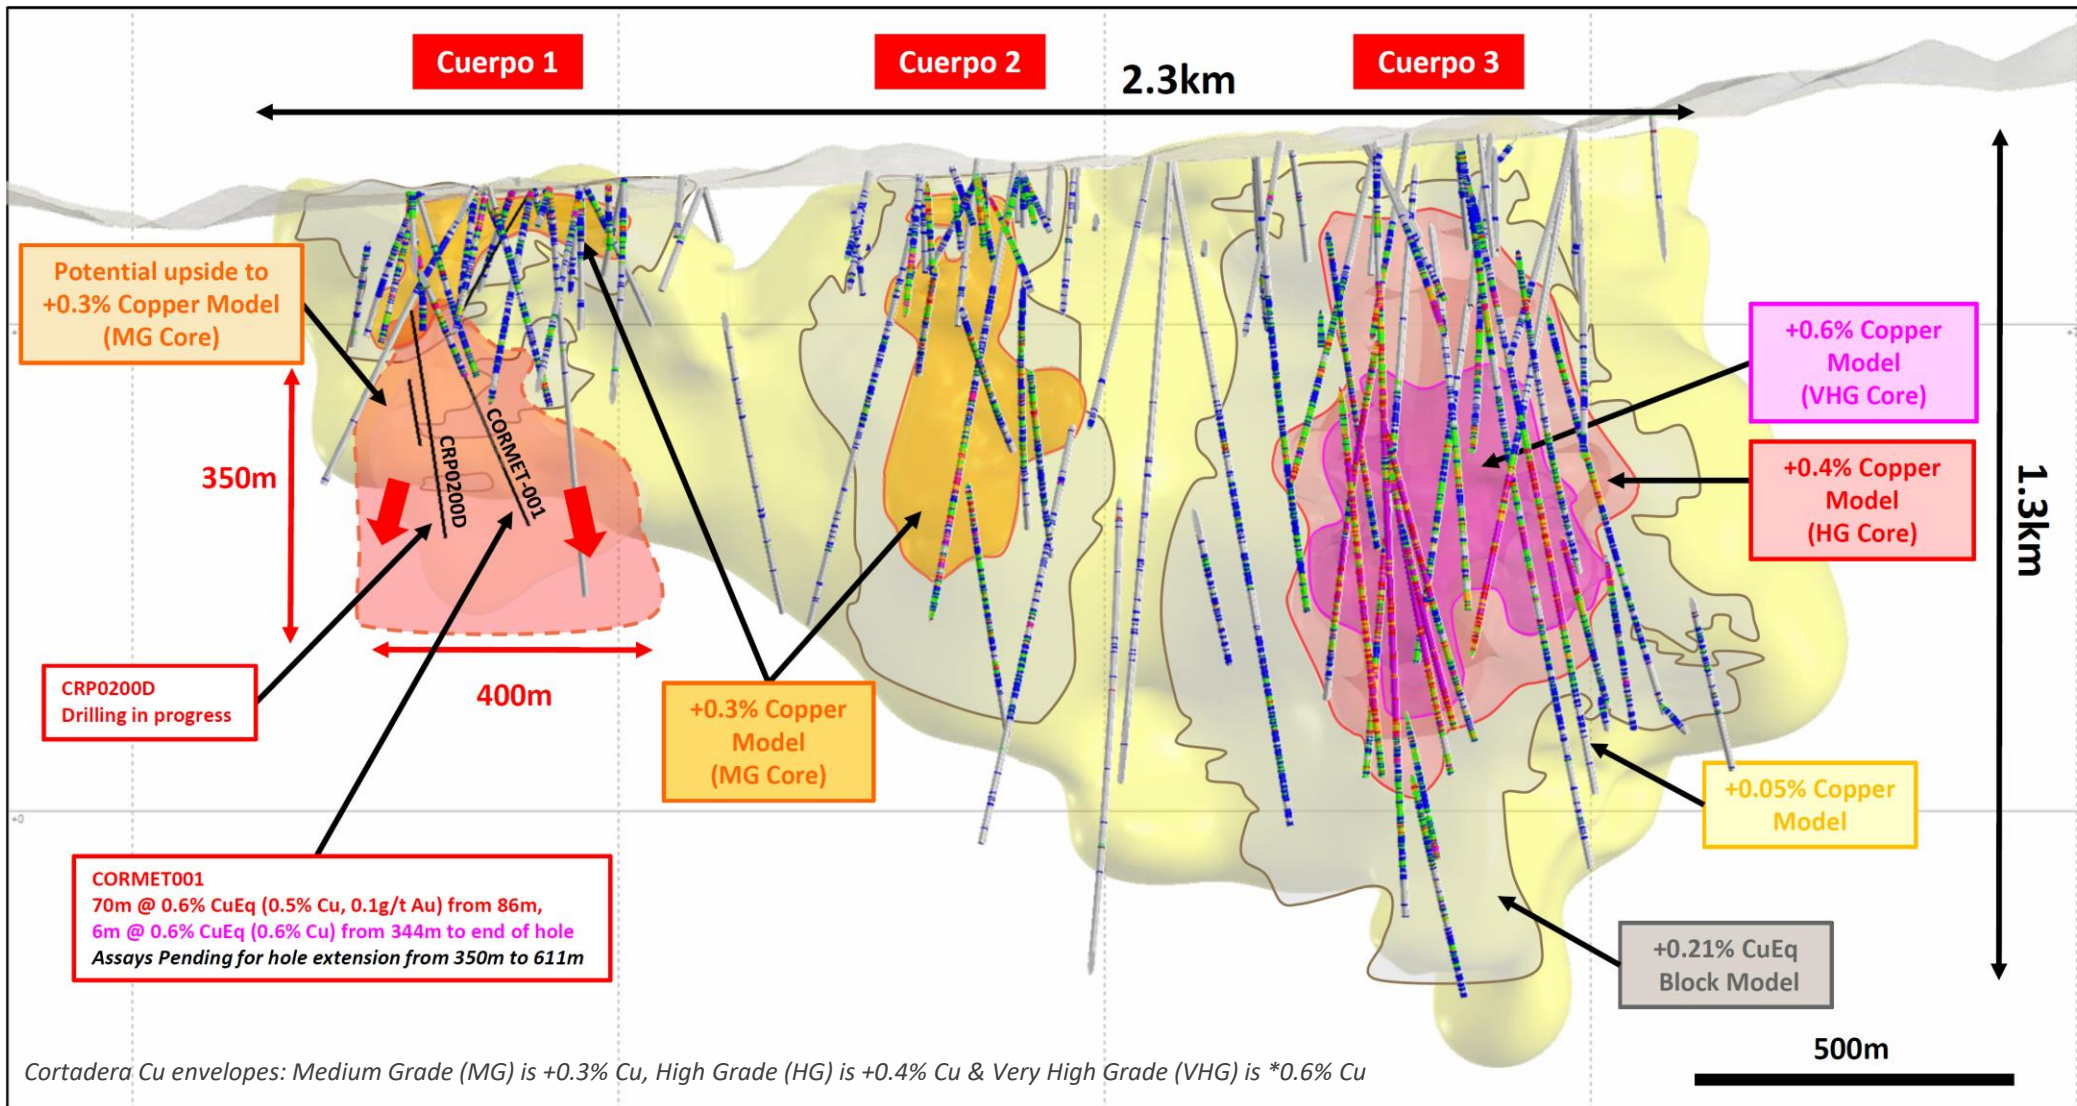 Cuerpo 1
Cuerpo 2
Cuerpo 3
2.3km
Potential upside to
+0.3% Copper Model
(MG Core)
350m
CRP0200D
CORMET-001
400m
CRP0200D
Drilling in progress
+0.3% Copper
Model
(MG Core)
CORMET001
70m @ 0.6% CuEq (0.5% Cu, 0.1g/t Au) from 86m,
6m @ 0.6% CuEq (0.6% Cu) from 344m to end of hole
Assays Pending for hole extension from 350m to 611m
+0.6% Copper
Model
(VHG Core)
+0.4% Copper
Model
(HG Core)
1.3km
+0.05% Copper
Model
+0.21% CuEq
Block Model
500m
+0
Cortadera Cu envelopes: Medium Grade (MG) is +0.3% Cu, High Grade (HG) is +0.4% Cu & Very High Grade (VHG) is *0.6% Cu